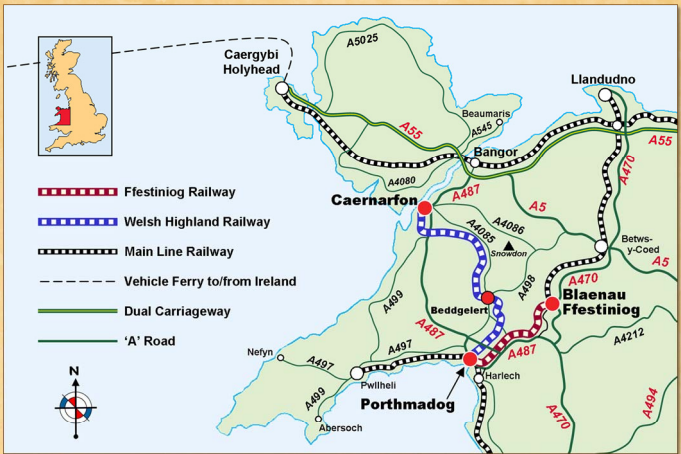 A5025
Caergybi
Holyhead
Llandudno
Beaumaris
A55
A545
Bangor
A55
A470
A4080
A487
Ffestiniog Railway
Caernarfon
A5
Welsh Highland Railway
A4085
A4086
Snowdon
Betws-
y-Coed
Main Line Railway
A5
A498
A470
Vehicle Ferry to/from Ireland
A499
Blaenau
Ffestiniog
Beddgelert
Dual Carriageway
A487
A4212
'A' Road
A497
A487
Nefyn
A497
Harlech
Pwllheli
N
A499
Porthmadog
A470
A494
Abersoch